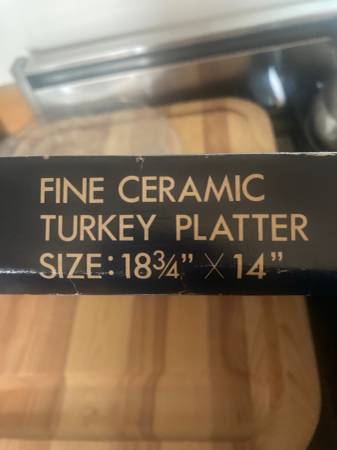 FINE CERAMIC
TURKEY PLATTER
SIZE: 18¾" X 14"